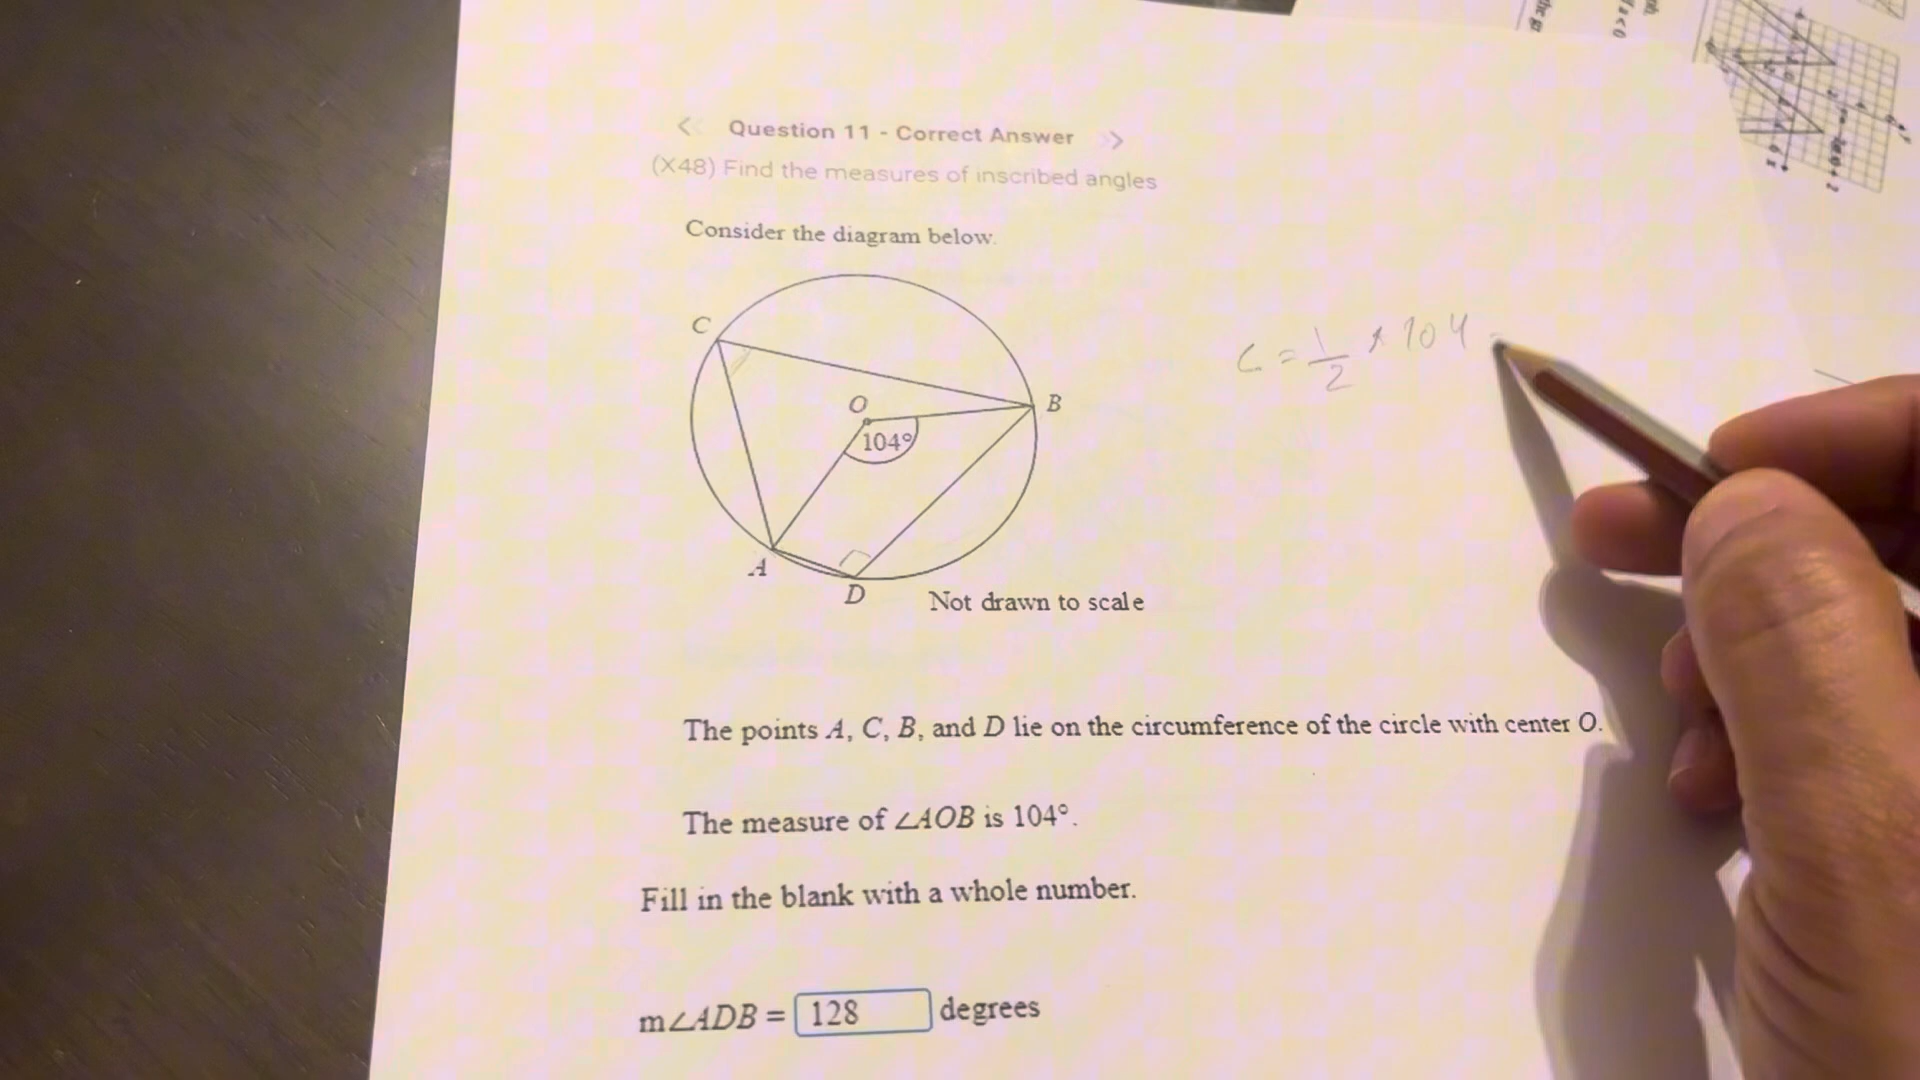 Question 11 - Correct Answer
(X48) Find the measures of inscribed angles
Consider the diagram below.
C
O
B
104°
A
D
Not drawn to scale
C = 1/2 × 104
The points A, C, B, and D lie on the circumference of the circle with center O.
The measure of ∠AOB is 104°.
Fill in the blank with a whole number.
m∠ADB = 128 degrees